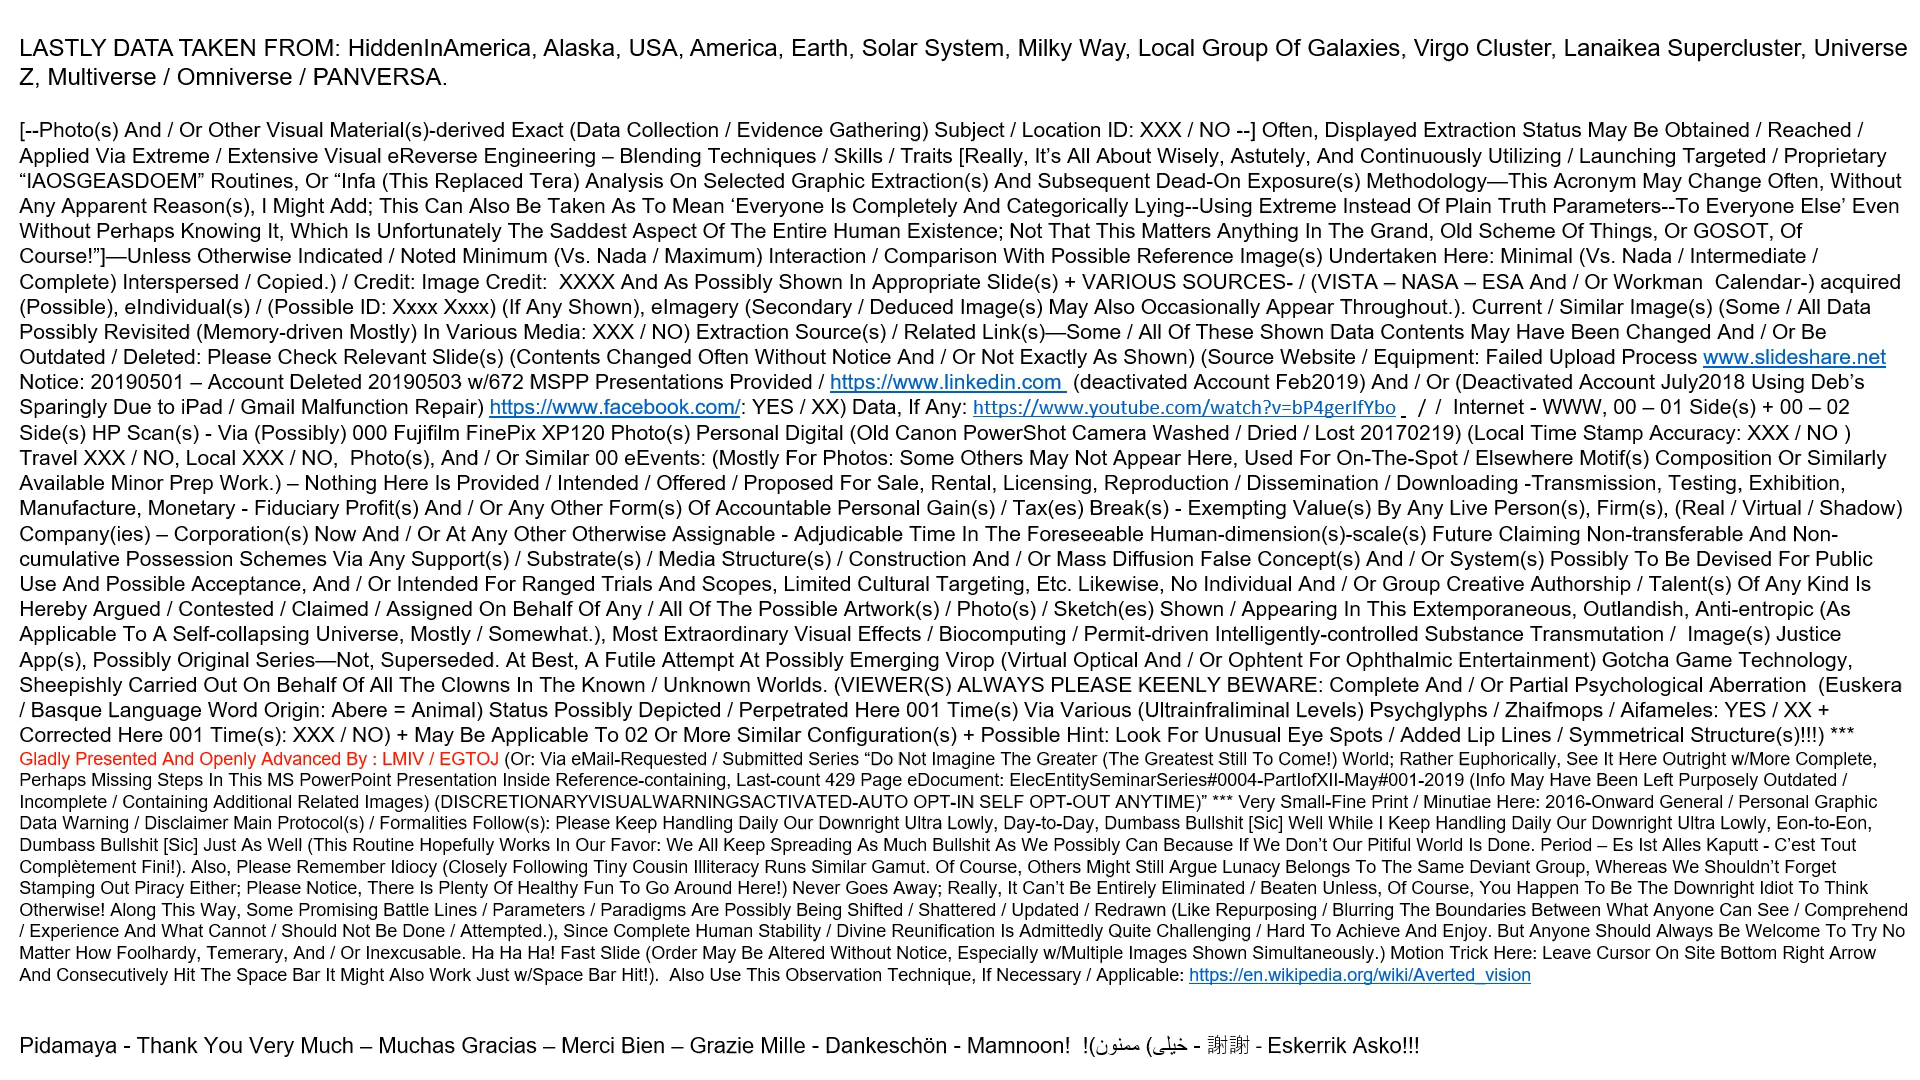 LASTLY DATA TAKEN FROM: HiddenInAmerica, Alaska, USA, America, Earth, Solar System, Milky Way, Local Group Of Galaxies, Virgo Cluster, Lanaikea Supercluster, Universe
Z, Multiverse / Omniverse / PANVERSA.
[--Photo(s) And / Or Other Visual Material(s)-derived Exact (Data Collection / Evidence Gathering) Subject / Location ID: XXX / NO --] Often, Displayed Extraction Status May Be Obtained / Reached /
Applied Via Extreme / Extensive Visual eReverse Engineering – Blending Techniques / Skills / Traits [Really, It’s All About Wisely, Astutely, And Continuously Utilizing / Launching Targeted / Proprietary
“IAOSGEASDOEM” Routines, Or “Infa (This Replaced Tera) Analysis On Selected Graphic Extraction(s) And Subsequent Dead-On Exposure(s) Methodology—This Acronym May Change Often, Without
Any Apparent Reason(s), I Might Add; This Can Also Be Taken As To Mean ‘Everyone Is Completely And Categorically Lying--Using Extreme Instead Of Plain Truth Parameters--To Everyone Else’ Even
Without Perhaps Knowing It, Which Is Unfortunately The Saddest Aspect Of The Entire Human Existence; Not That This Matters Anything In The Grand, Old Scheme Of Things, Or GOSOT, Of
Course!”]—Unless Otherwise Indicated / Noted Minimum (Vs. Nada / Maximum) Interaction / Comparison With Possible Reference Image(s) Undertaken Here: Minimal (Vs. Nada / Intermediate /
Complete) Interspersed / Copied.) / Credit: Image Credit:  XXXX And As Possibly Shown In Appropriate Slide(s) + VARIOUS SOURCES- / (VISTA – NASA – ESA And / Or Workman  Calendar-) acquired
(Possible), eIndividual(s) / (Possible ID: Xxxx Xxxx) (If Any Shown), eImagery (Secondary / Deduced Image(s) May Also Occasionally Appear Throughout.). Current / Similar Image(s) (Some / All Data
Possibly Revisited (Memory-driven Mostly) In Various Media: XXX / NO) Extraction Source(s) / Related Link(s)—Some / All Of These Shown Data Contents May Have Been Changed And / Or Be
Outdated / Deleted: Please Check Relevant Slide(s) (Contents Changed Often Without Notice And / Or Not Exactly As Shown) (Source Website / Equipment: Failed Upload Process www.slideshare.net
Notice: 20190501 – Account Deleted 20190503 w/672 MSPP Presentations Provided / https://www.linkedin.com  (deactivated Account Feb2019) And / Or (Deactivated Account July2018 Using Deb’s
Sparingly Due to iPad / Gmail Malfunction Repair) https://www.facebook.com/: YES / XX) Data, If Any: https://www.youtube.com/watch?v=bP4gerIfYbo  / /  Internet - WWW, 00 – 01 Side(s) + 00 – 02
Side(s) HP Scan(s) - Via (Possibly) 000 Fujifilm FinePix XP120 Photo(s) Personal Digital (Old Canon PowerShot Camera Washed / Dried / Lost 20170219) (Local Time Stamp Accuracy: XXX / NO )
Travel XXX / NO, Local XXX / NO,  Photo(s), And / Or Similar 00 eEvents: (Mostly For Photos: Some Others May Not Appear Here, Used For On-The-Spot / Elsewhere Motif(s) Composition Or Similarly
Available Minor Prep Work.) – Nothing Here Is Provided / Intended / Offered / Proposed For Sale, Rental, Licensing, Reproduction / Dissemination / Downloading -Transmission, Testing, Exhibition,
Manufacture, Monetary - Fiduciary Profit(s) And / Or Any Other Form(s) Of Accountable Personal Gain(s) / Tax(es) Break(s) - Exempting Value(s) By Any Live Person(s), Firm(s), (Real / Virtual / Shadow)
Company(ies) – Corporation(s) Now And / Or At Any Other Otherwise Assignable - Adjudicable Time In The Foreseeable Human-dimension(s)-scale(s) Future Claiming Non-transferable And Non-
cumulative Possession Schemes Via Any Support(s) / Substrate(s) / Media Structure(s) / Construction And / Or Mass Diffusion False Concept(s) And / Or System(s) Possibly To Be Devised For Public
Use And Possible Acceptance, And / Or Intended For Ranged Trials And Scopes, Limited Cultural Targeting, Etc. Likewise, No Individual And / Or Group Creative Authorship / Talent(s) Of Any Kind Is
Hereby Argued / Contested / Claimed / Assigned On Behalf Of Any / All Of The Possible Artwork(s) / Photo(s) / Sketch(es) Shown / Appearing In This Extemporaneous, Outlandish, Anti-entropic (As
Applicable To A Self-collapsing Universe, Mostly / Somewhat.), Most Extraordinary Visual Effects / Biocomputing / Permit-driven Intelligently-controlled Substance Transmutation /  Image(s) Justice
App(s), Possibly Original Series—Not, Superseded. At Best, A Futile Attempt At Possibly Emerging Virop (Virtual Optical And / Or Ophtent For Ophthalmic Entertainment) Gotcha Game Technology,
Sheepishly Carried Out On Behalf Of All The Clowns In The Known / Unknown Worlds. (VIEWER(S) ALWAYS PLEASE KEENLY BEWARE: Complete And / Or Partial Psychological Aberration  (Euskera
/ Basque Language Word Origin: Abere = Animal) Status Possibly Depicted / Perpetrated Here 001 Time(s) Via Various (Ultrainfraliminal Levels) Psychglyphs / Zhaifmops / Aifameles: YES / XX +
Corrected Here 001 Time(s): XXX / NO) + May Be Applicable To 02 Or More Similar Configuration(s) + Possible Hint: Look For Unusual Eye Spots / Added Lip Lines / Symmetrical Structure(s)!!!) ***
Gladly Presented And Openly Advanced By : LMIV / EGTOJ (Or: Via eMail-Requested / Submitted Series “Do Not Imagine The Greater (The Greatest Still To Come!) World; Rather Euphorically, See It Here Outright w/More Complete,
Perhaps Missing Steps In This MS PowerPoint Presentation Inside Reference-containing, Last-count 429 Page eDocument: ElecEntitySeminarSeries#0004-PartIofXII-May#001-2019 (Info May Have Been Left Purposely Outdated /
Incomplete / Containing Additional Related Images) (DISCRETIONARYVISUALWARNINGSACTIVATED-AUTO OPT-IN SELF OPT-OUT ANYTIME)” *** Very Small-Fine Print / Minutiae Here: 2016-Onward General / Personal Graphic
Data Warning / Disclaimer Main Protocol(s) / Formalities Follow(s): Please Keep Handling Daily Our Downright Ultra Lowly, Day-to-Day, Dumbass Bullshit [Sic] Well While I Keep Handling Daily Our Downright Ultra Lowly, Eon-to-Eon,
Dumbass Bullshit [Sic] Just As Well (This Routine Hopefully Works In Our Favor: We All Keep Spreading As Much Bullshit As We Possibly Can Because If We Don’t Our Pitiful World Is Done. Period – Es Ist Alles Kaputt - C’est Tout
Complètement Fini!). Also, Please Remember Idiocy (Closely Following Tiny Cousin Illiteracy Runs Similar Gamut. Of Course, Others Might Still Argue Lunacy Belongs To The Same Deviant Group, Whereas We Shouldn’t Forget
Stamping Out Piracy Either; Please Notice, There Is Plenty Of Healthy Fun To Go Around Here!) Never Goes Away; Really, It Can’t Be Entirely Eliminated / Beaten Unless, Of Course, You Happen To Be The Downright Idiot To Think
Otherwise! Along This Way, Some Promising Battle Lines / Parameters / Paradigms Are Possibly Being Shifted / Shattered / Updated / Redrawn (Like Repurposing / Blurring The Boundaries Between What Anyone Can See / Comprehend
/ Experience And What Cannot / Should Not Be Done / Attempted.), Since Complete Human Stability / Divine Reunification Is Admittedly Quite Challenging / Hard To Achieve And Enjoy. But Anyone Should Always Be Welcome To Try No
Matter How Foolhardy, Temerary, And / Or Inexcusable. Ha Ha Ha! Fast Slide (Order May Be Altered Without Notice, Especially w/Multiple Images Shown Simultaneously.) Motion Trick Here: Leave Cursor On Site Bottom Right Arrow
And Consecutively Hit The Space Bar It Might Also Work Just w/Space Bar Hit!).  Also Use This Observation Technique, If Necessary / Applicable: https://en.wikipedia.org/wiki/Averted_vision
Pidamaya - Thank You Very Much – Muchas Gracias – Merci Bien – Grazie Mille - Dankeschön - Mamnoon!  !(خیلی) ممنون - 謝謝 - Eskerrik Asko!!!